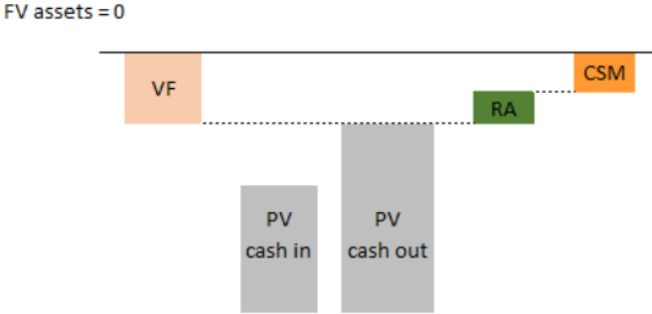 FV assets = 0
VF
CSM
RA
PV
cash in
PV
cash out